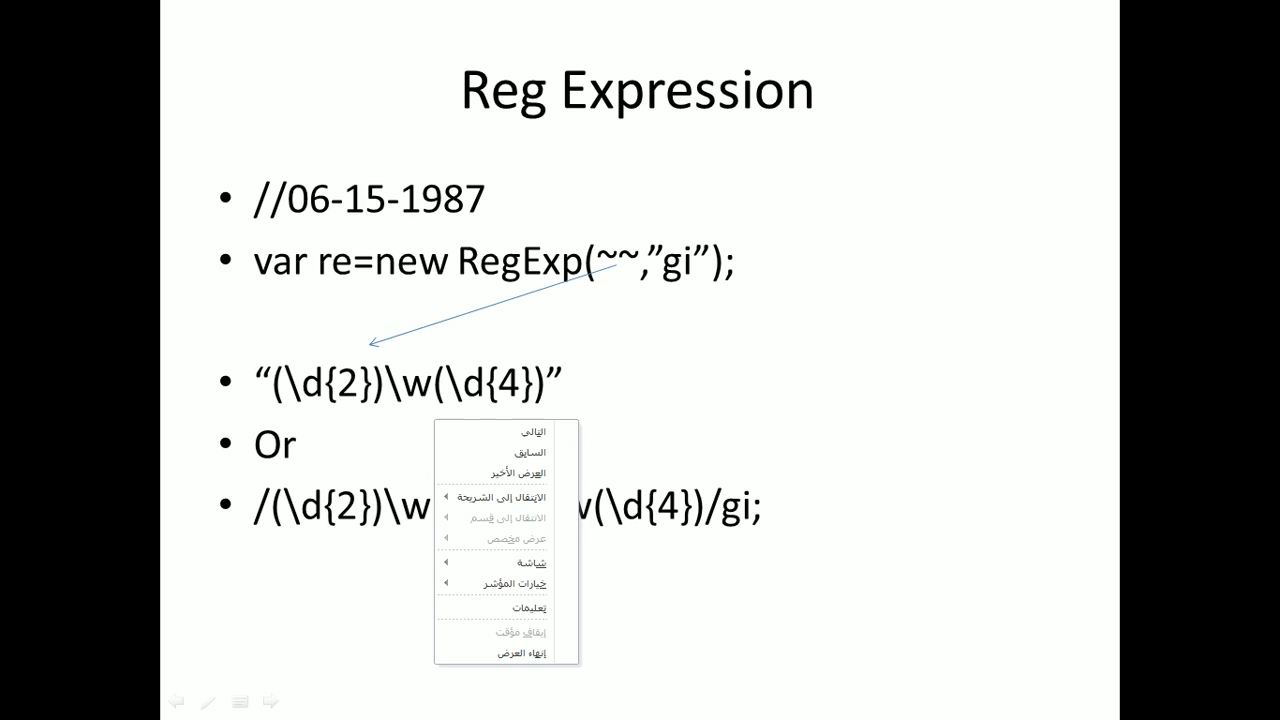 Reg Expression
• //06-15-1987
• var re=new RegExp(~~,”gi”);
• “(\d{2})\w(\d{4})”
• Or
• /(\d{2})\w
w(\d{4})/gi;
التالي
السابق
العرض الأخير
الانتقال إلى الشريحة
الانتقال إلى قسم
عرض مخصص
شاشة
خيارات المؤشر
تعليمات
إيقاف مؤقت
إنهاء العرض